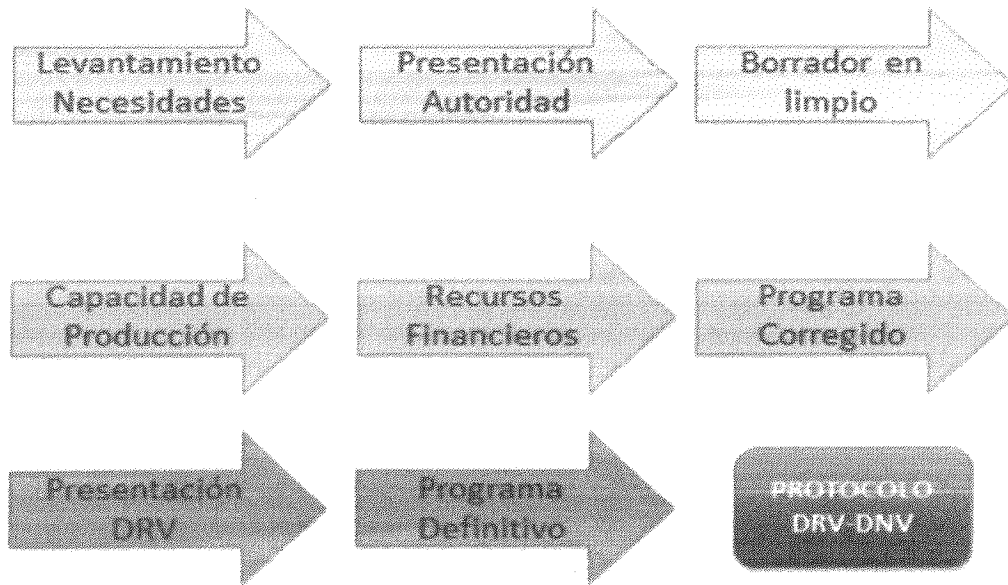 Levantamiento
Necesidades
Presentación
Autoridad
Borrador en
limpio
Capacidad de
Producción
Recursos
Financieros
Programa
Corregido
Presentación
DRV
Programa
Definitivo
PROTOCOLO
DRV-DNV